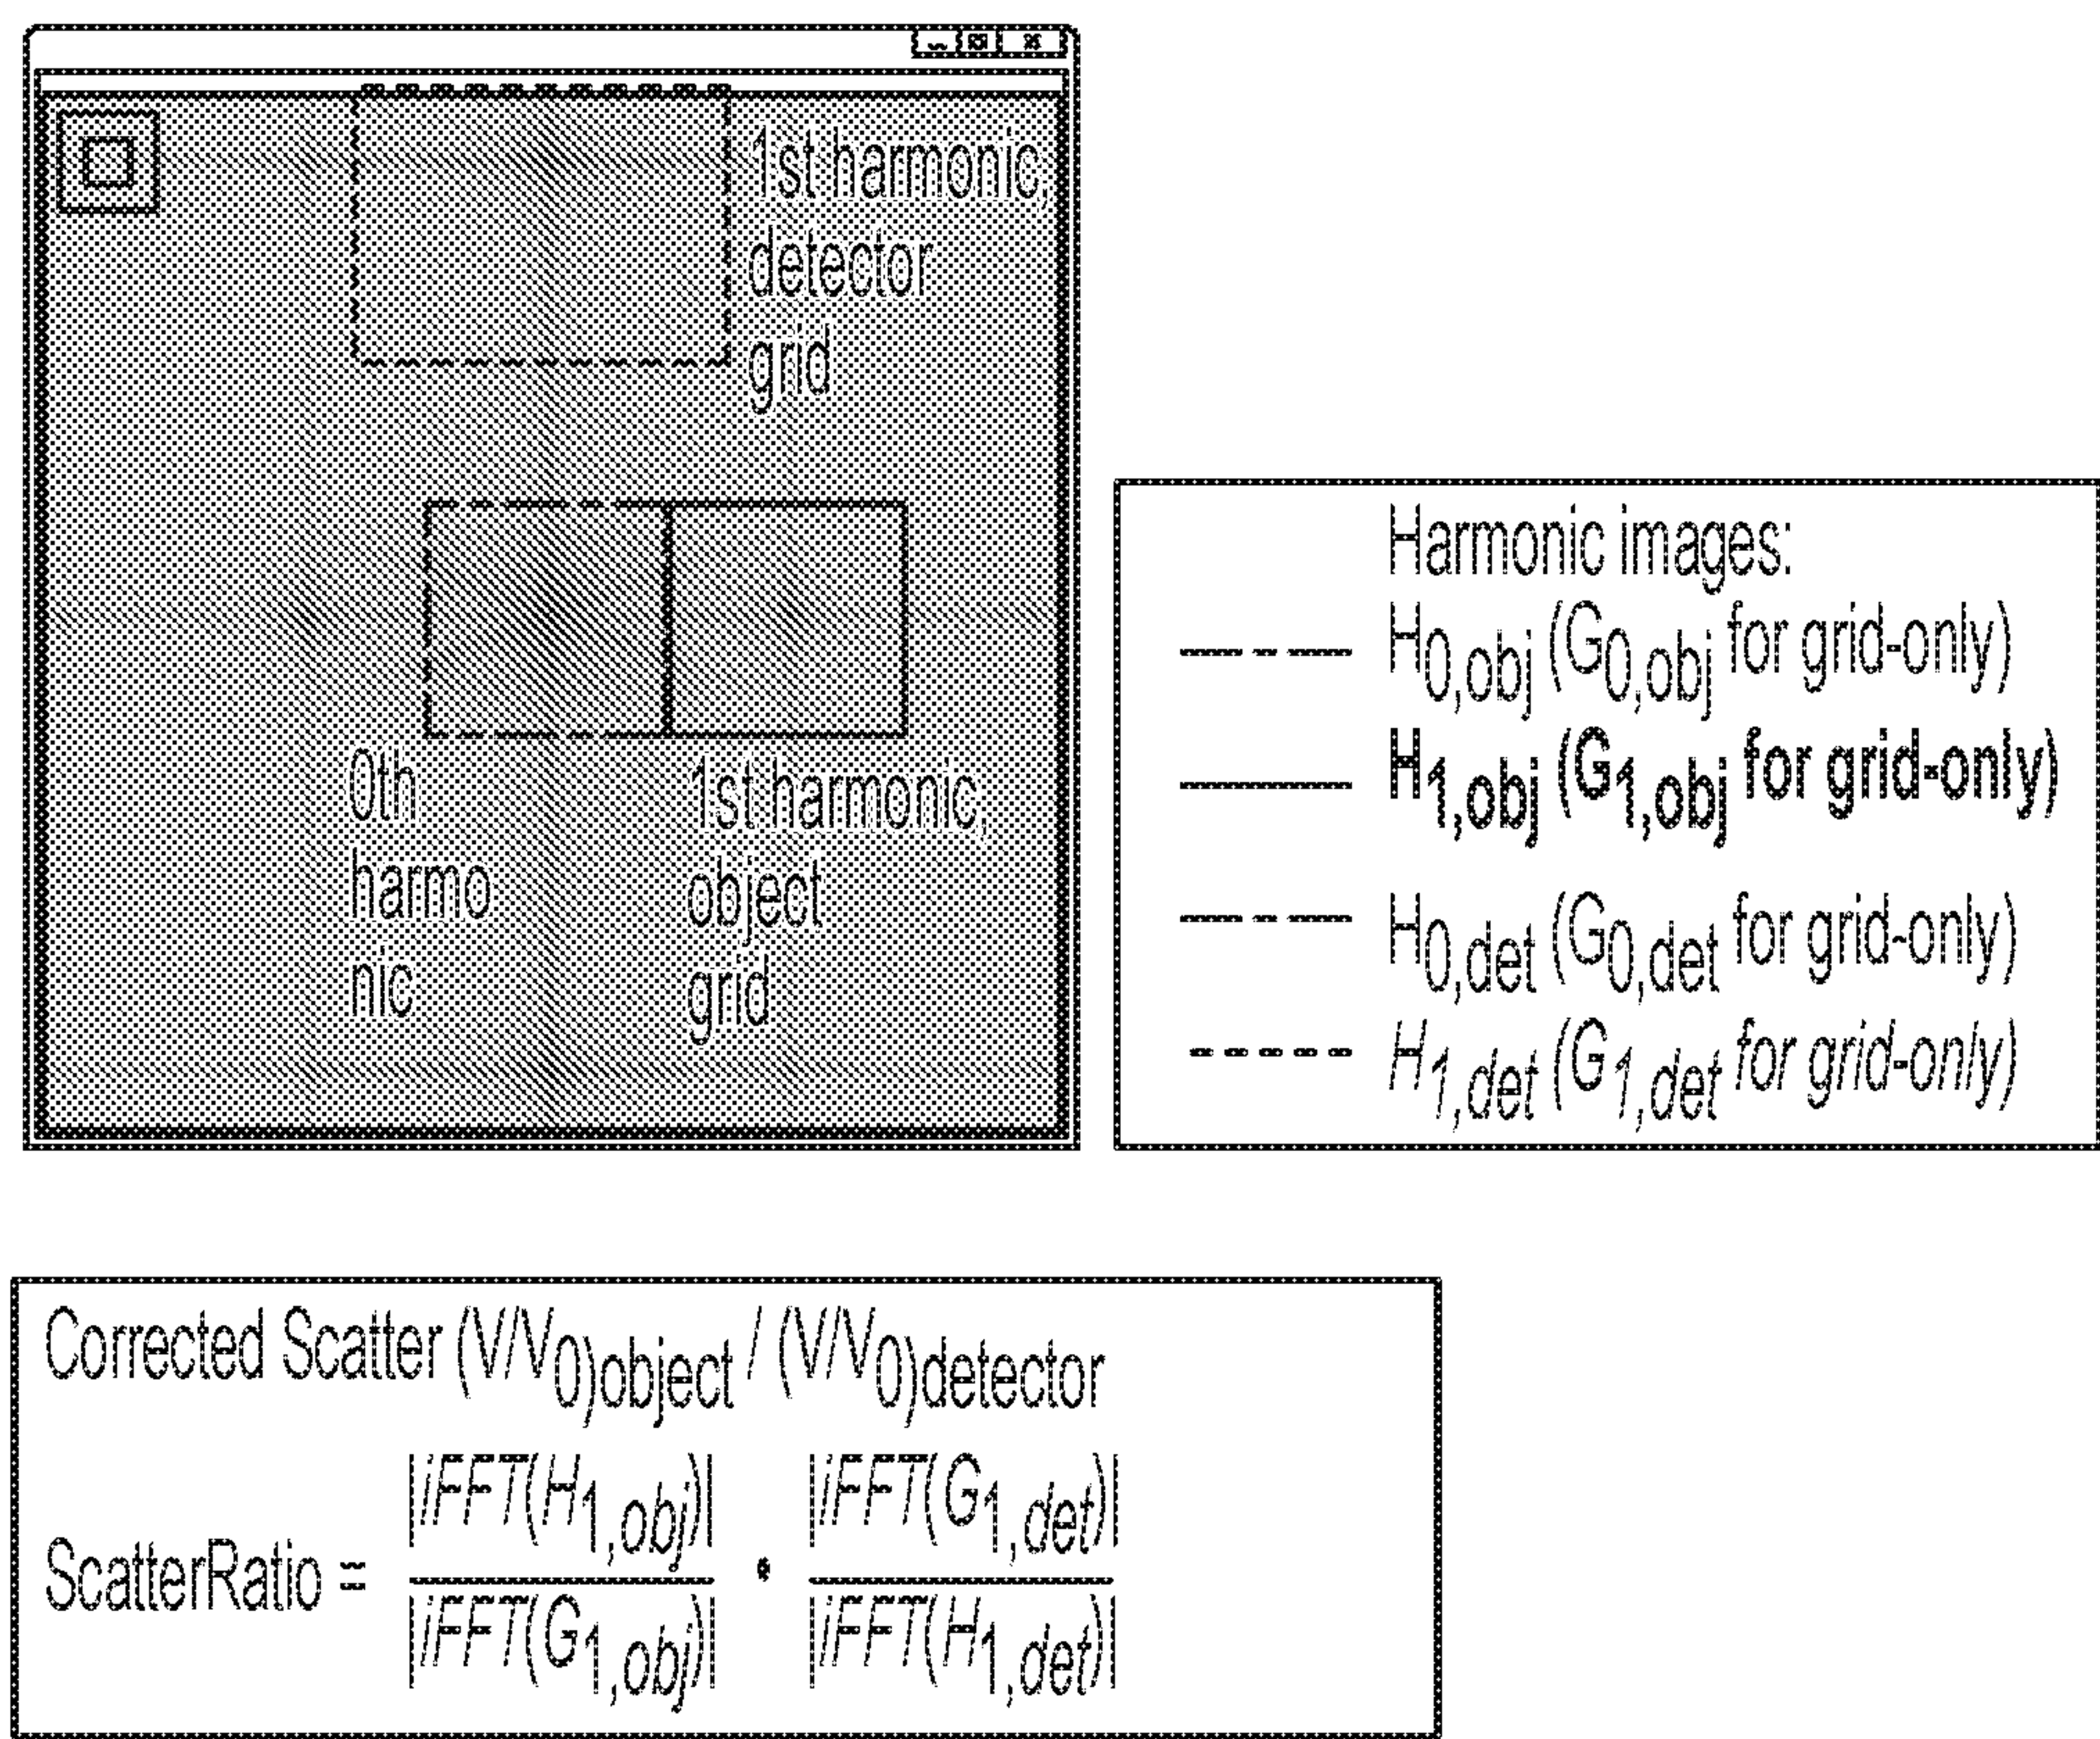 1st harmonic,
detector
grid
0th
harmo
nic
1st harmonic,
object
grid
Harmonic images:
H0,obj (G0,obj for grid-only)
H1,obj (G1,obj for grid-only)
H0,det (G0,det for grid-only)
H1,det (G1,det for grid-only)
Corrected Scatter (V/V0)object / (V/V0)detector
ScatterRatio = |iFFT(H1,obj)| / |iFFT(G1,obj)| • |iFFT(G1,det)| / |iFFT(H1,det)|